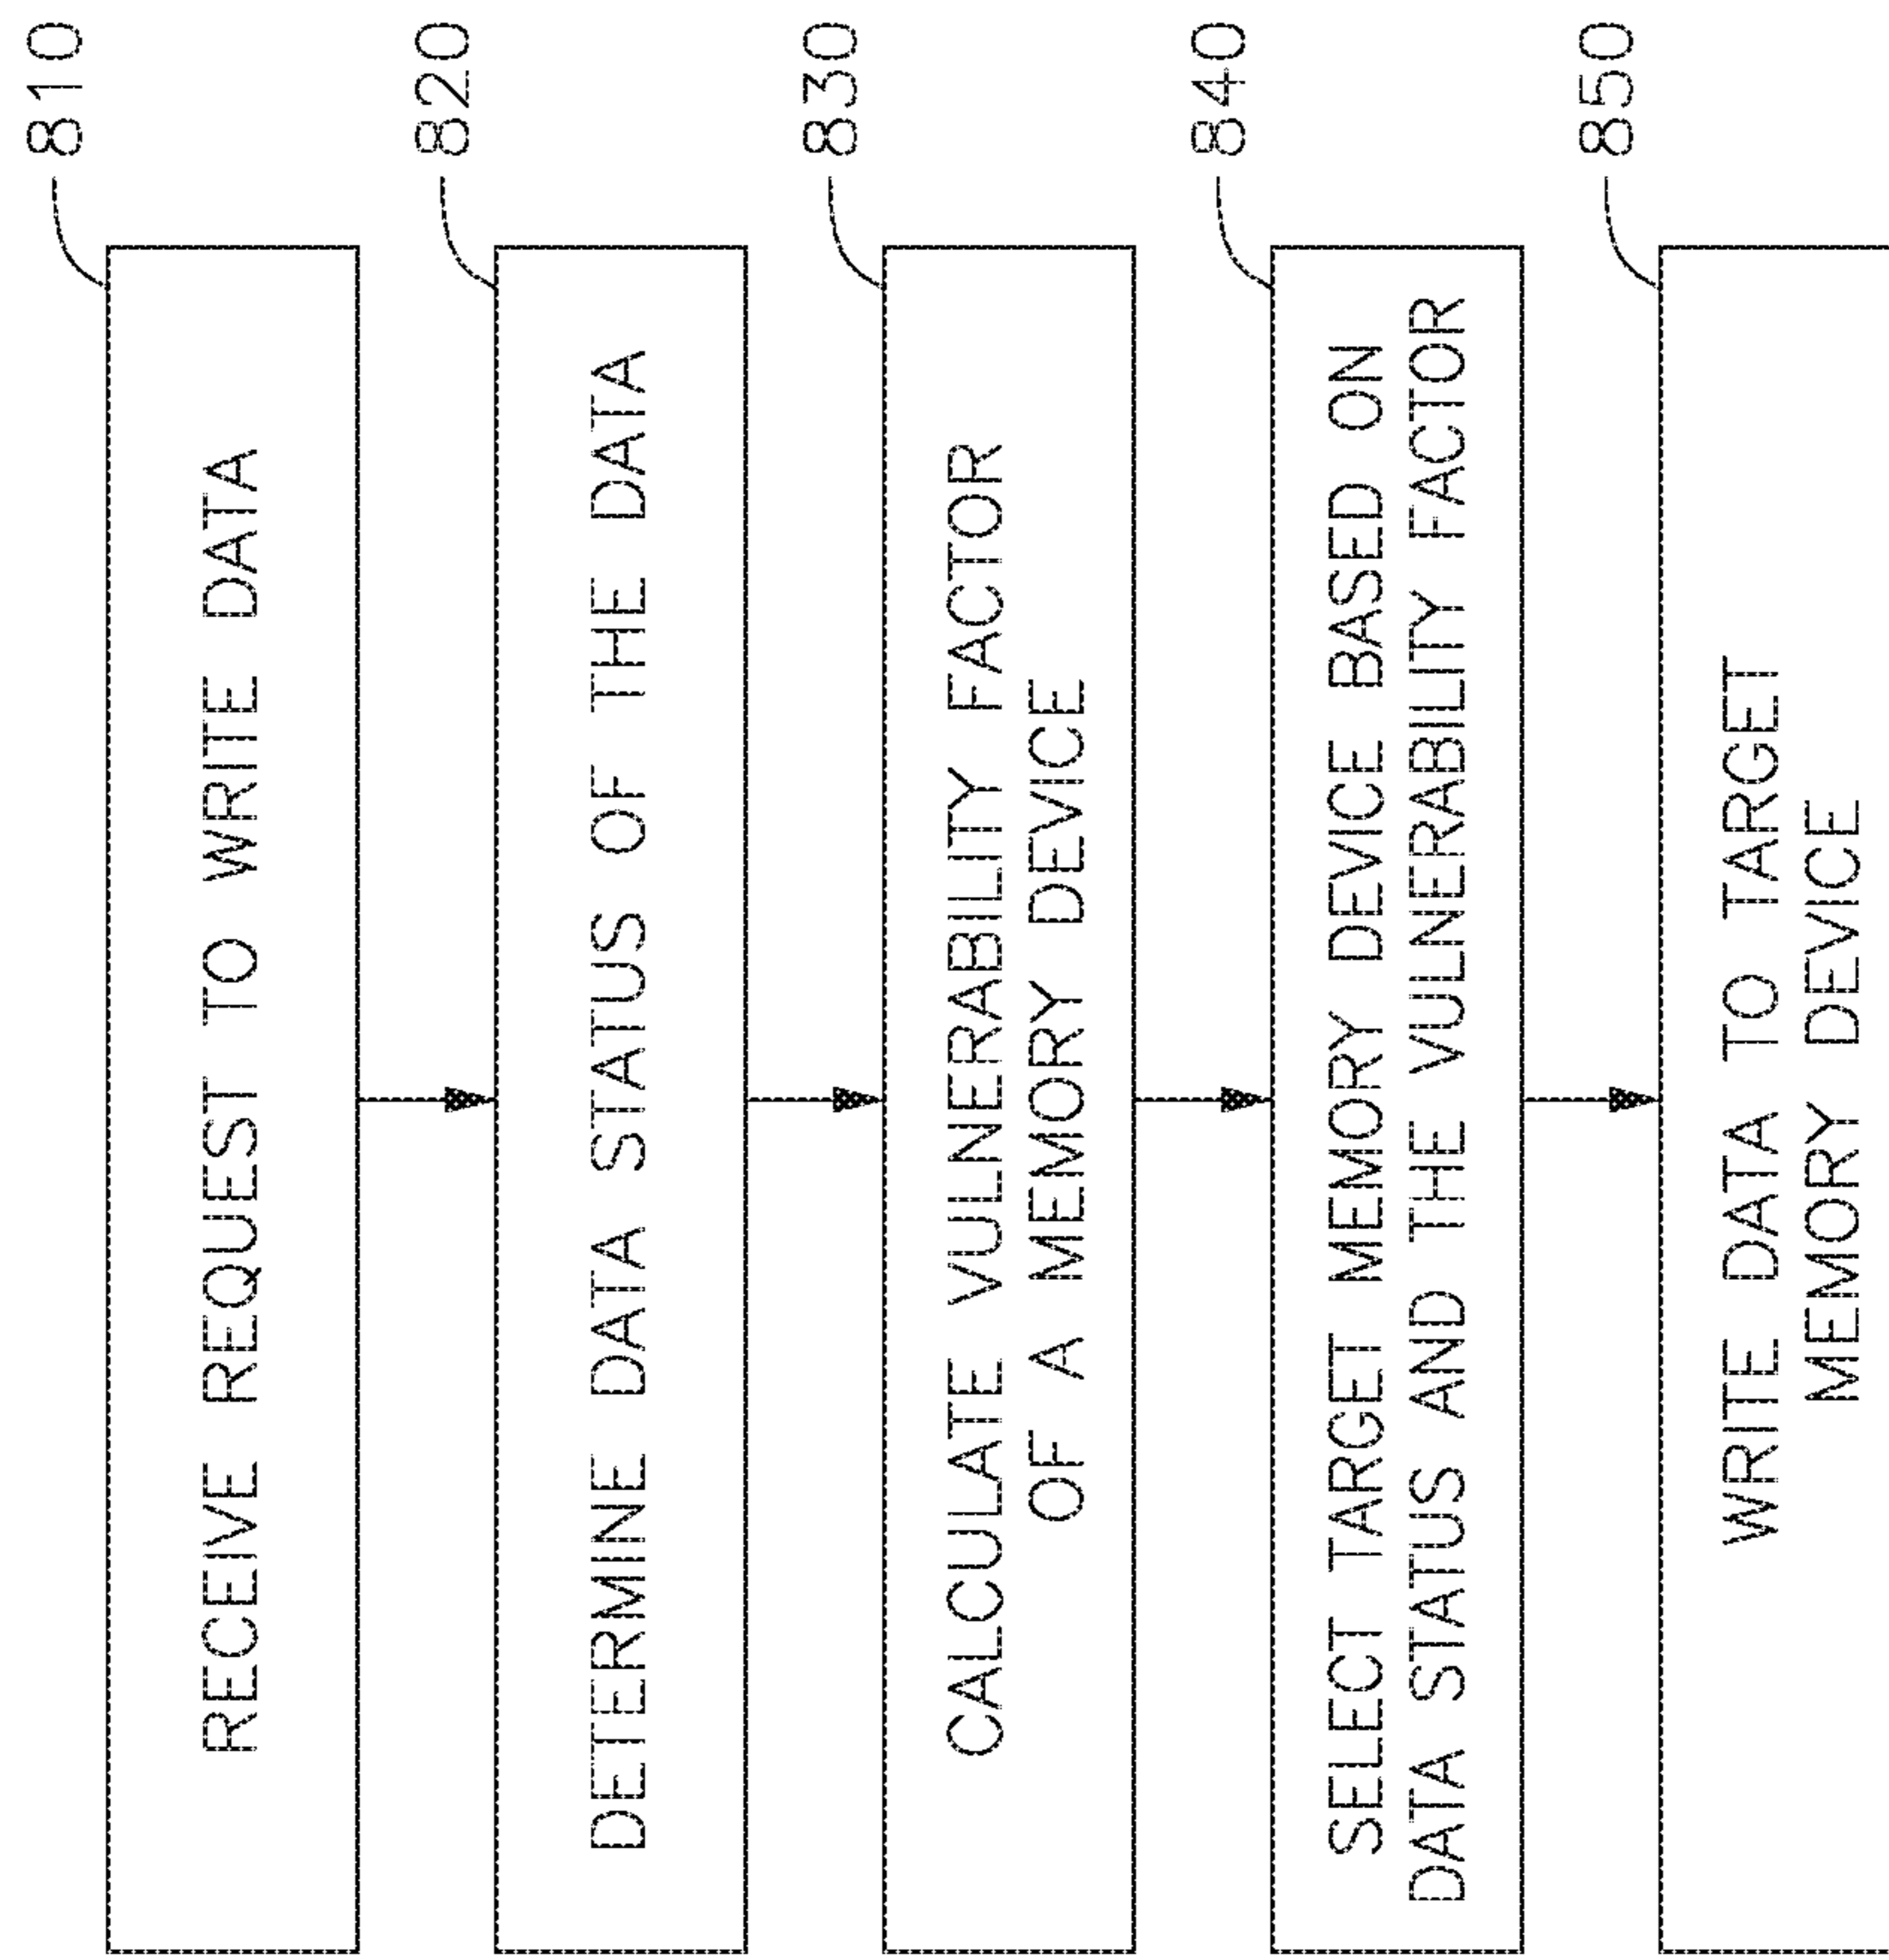 810
RECEIVE REQUEST TO WRITE DATA
820
DETERMINE DATA STATUS OF THE DATA
830
CALCULATE VULNERABILITY FACTOR
OF A MEMORY DEVICE
840
SELECT TARGET MEMORY DEVICE BASED ON
DATA STATUS AND THE VULNERABILITY FACTOR
850
WRITE DATA TO TARGET
MEMORY DEVICE